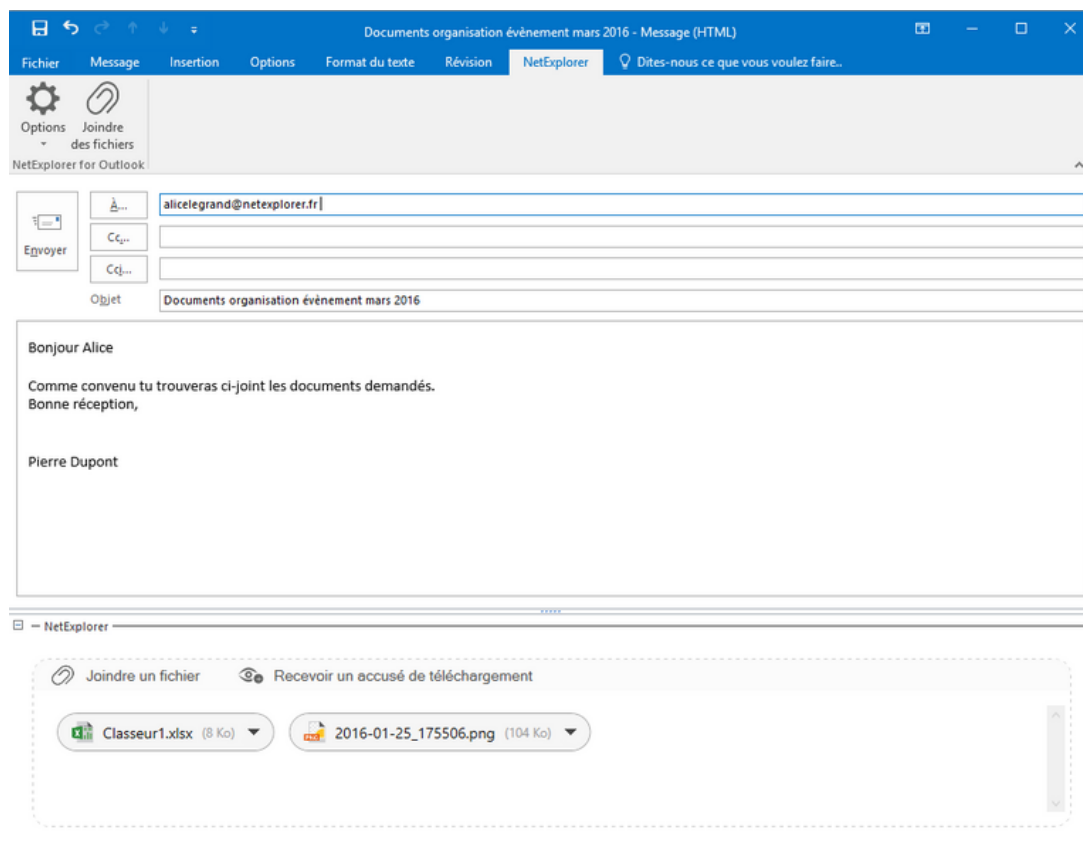 Documents organisation évènement mars 2016 - Message (HTML)
Fichier Message Insertion Options Format du texte Révision NetExplorer Dites-nous ce que vous voulez faire..
Options Joindre des fichiers
NetExplorer for Outlook
Envoyer
À... alicelegrand@netexplorer.fr
Cc...
Cci...
Objet Documents organisation évènement mars 2016
Bonjour Alice
Comme convenu tu trouveras ci-joint les documents demandés.
Bonne réception,
Pierre Dupont
NetExplorer
Joindre un fichier Recevoir un accusé de téléchargement
Classeur1.xlsx (8 Ko) 2016-01-25_175506.png (104 Ko)